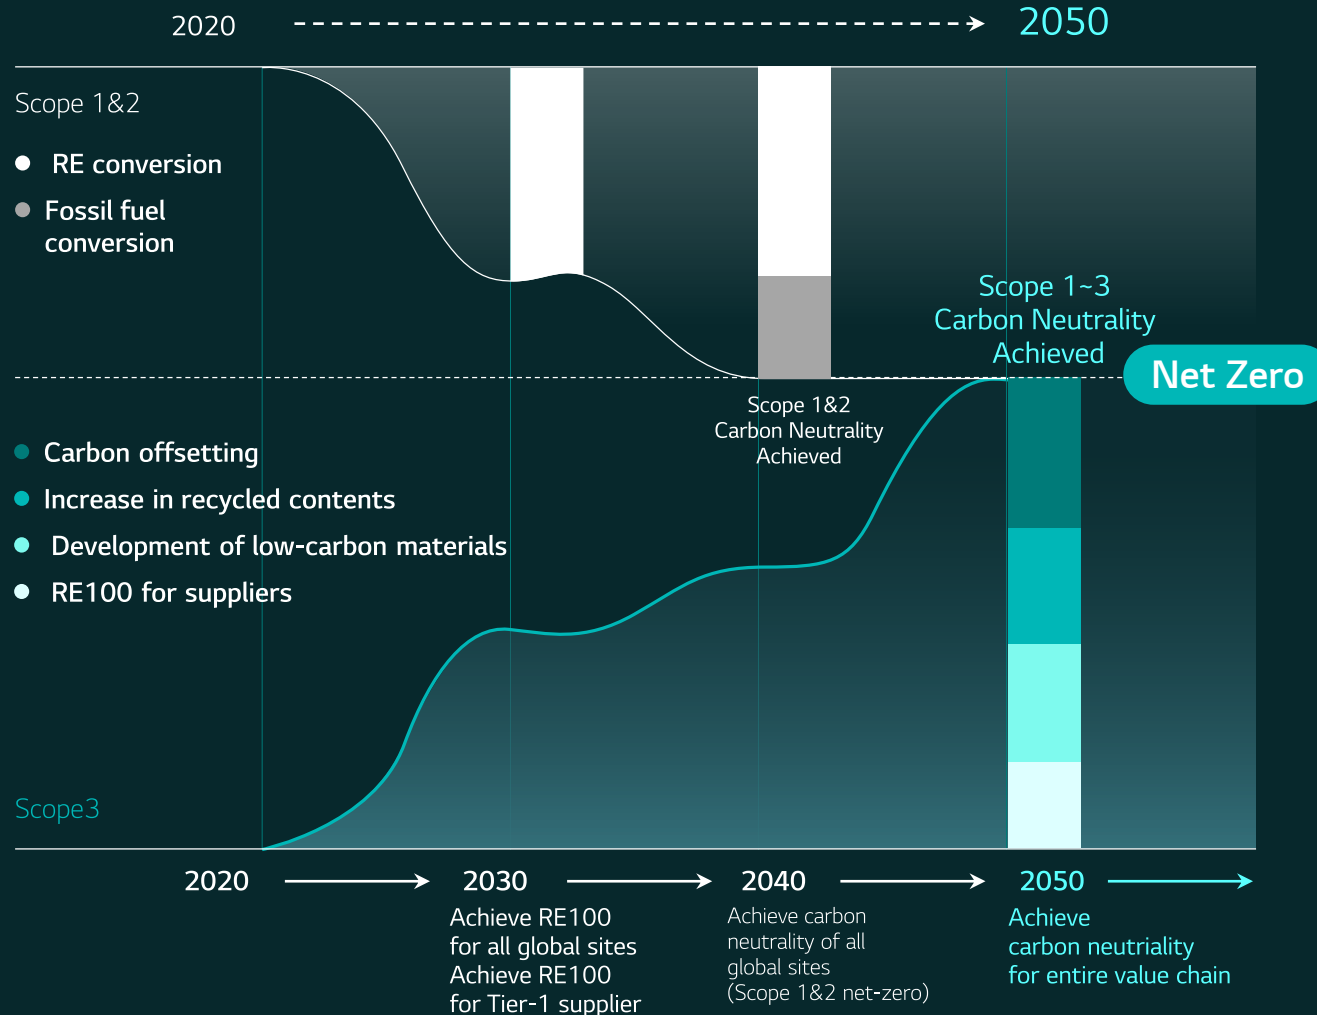 2020
2050
Scope 1&2
RE conversion
Fossil fuel
conversion
Scope 1~3
Carbon Neutrality
Achieved
Net Zero
Scope 1&2
Carbon Neutrality
Achieved
Carbon offsetting
Increase in recycled contents
Development of low-carbon materials
RE100 for suppliers
Scope3
2020
2030
2040
2050
Achieve RE100
for all global sites
Achieve RE100
for Tier-1 supplier
Achieve carbon
neutrality of all
global sites
(Scope 1&2 net-zero)
Achieve
carbon neutriality
for entire value chain